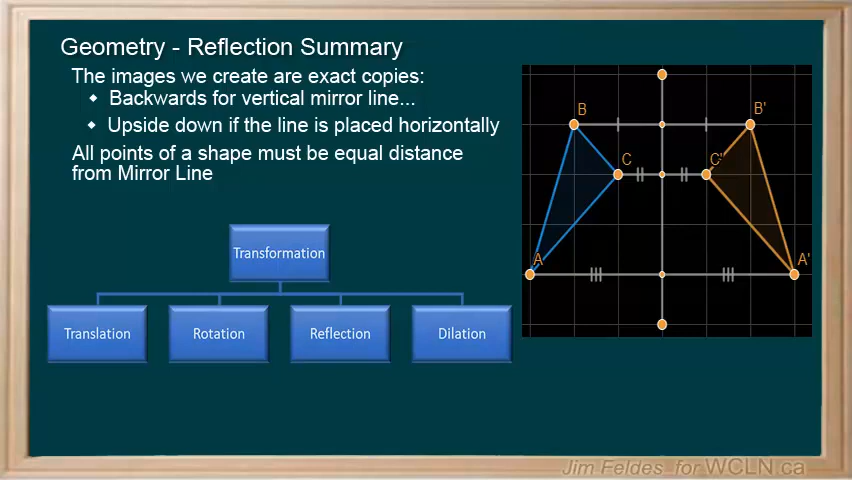 Geometry - Reflection Summary
The images we create are exact copies:
Backwards for vertical mirror line...
Upside down if the line is placed horizontally
All points of a shape must be equal distance
from Mirror Line
B
B'
C
C'
A
A'
Transformation
Translation
Rotation
Reflection
Dilation
Jim Feldes for WCLN.ca